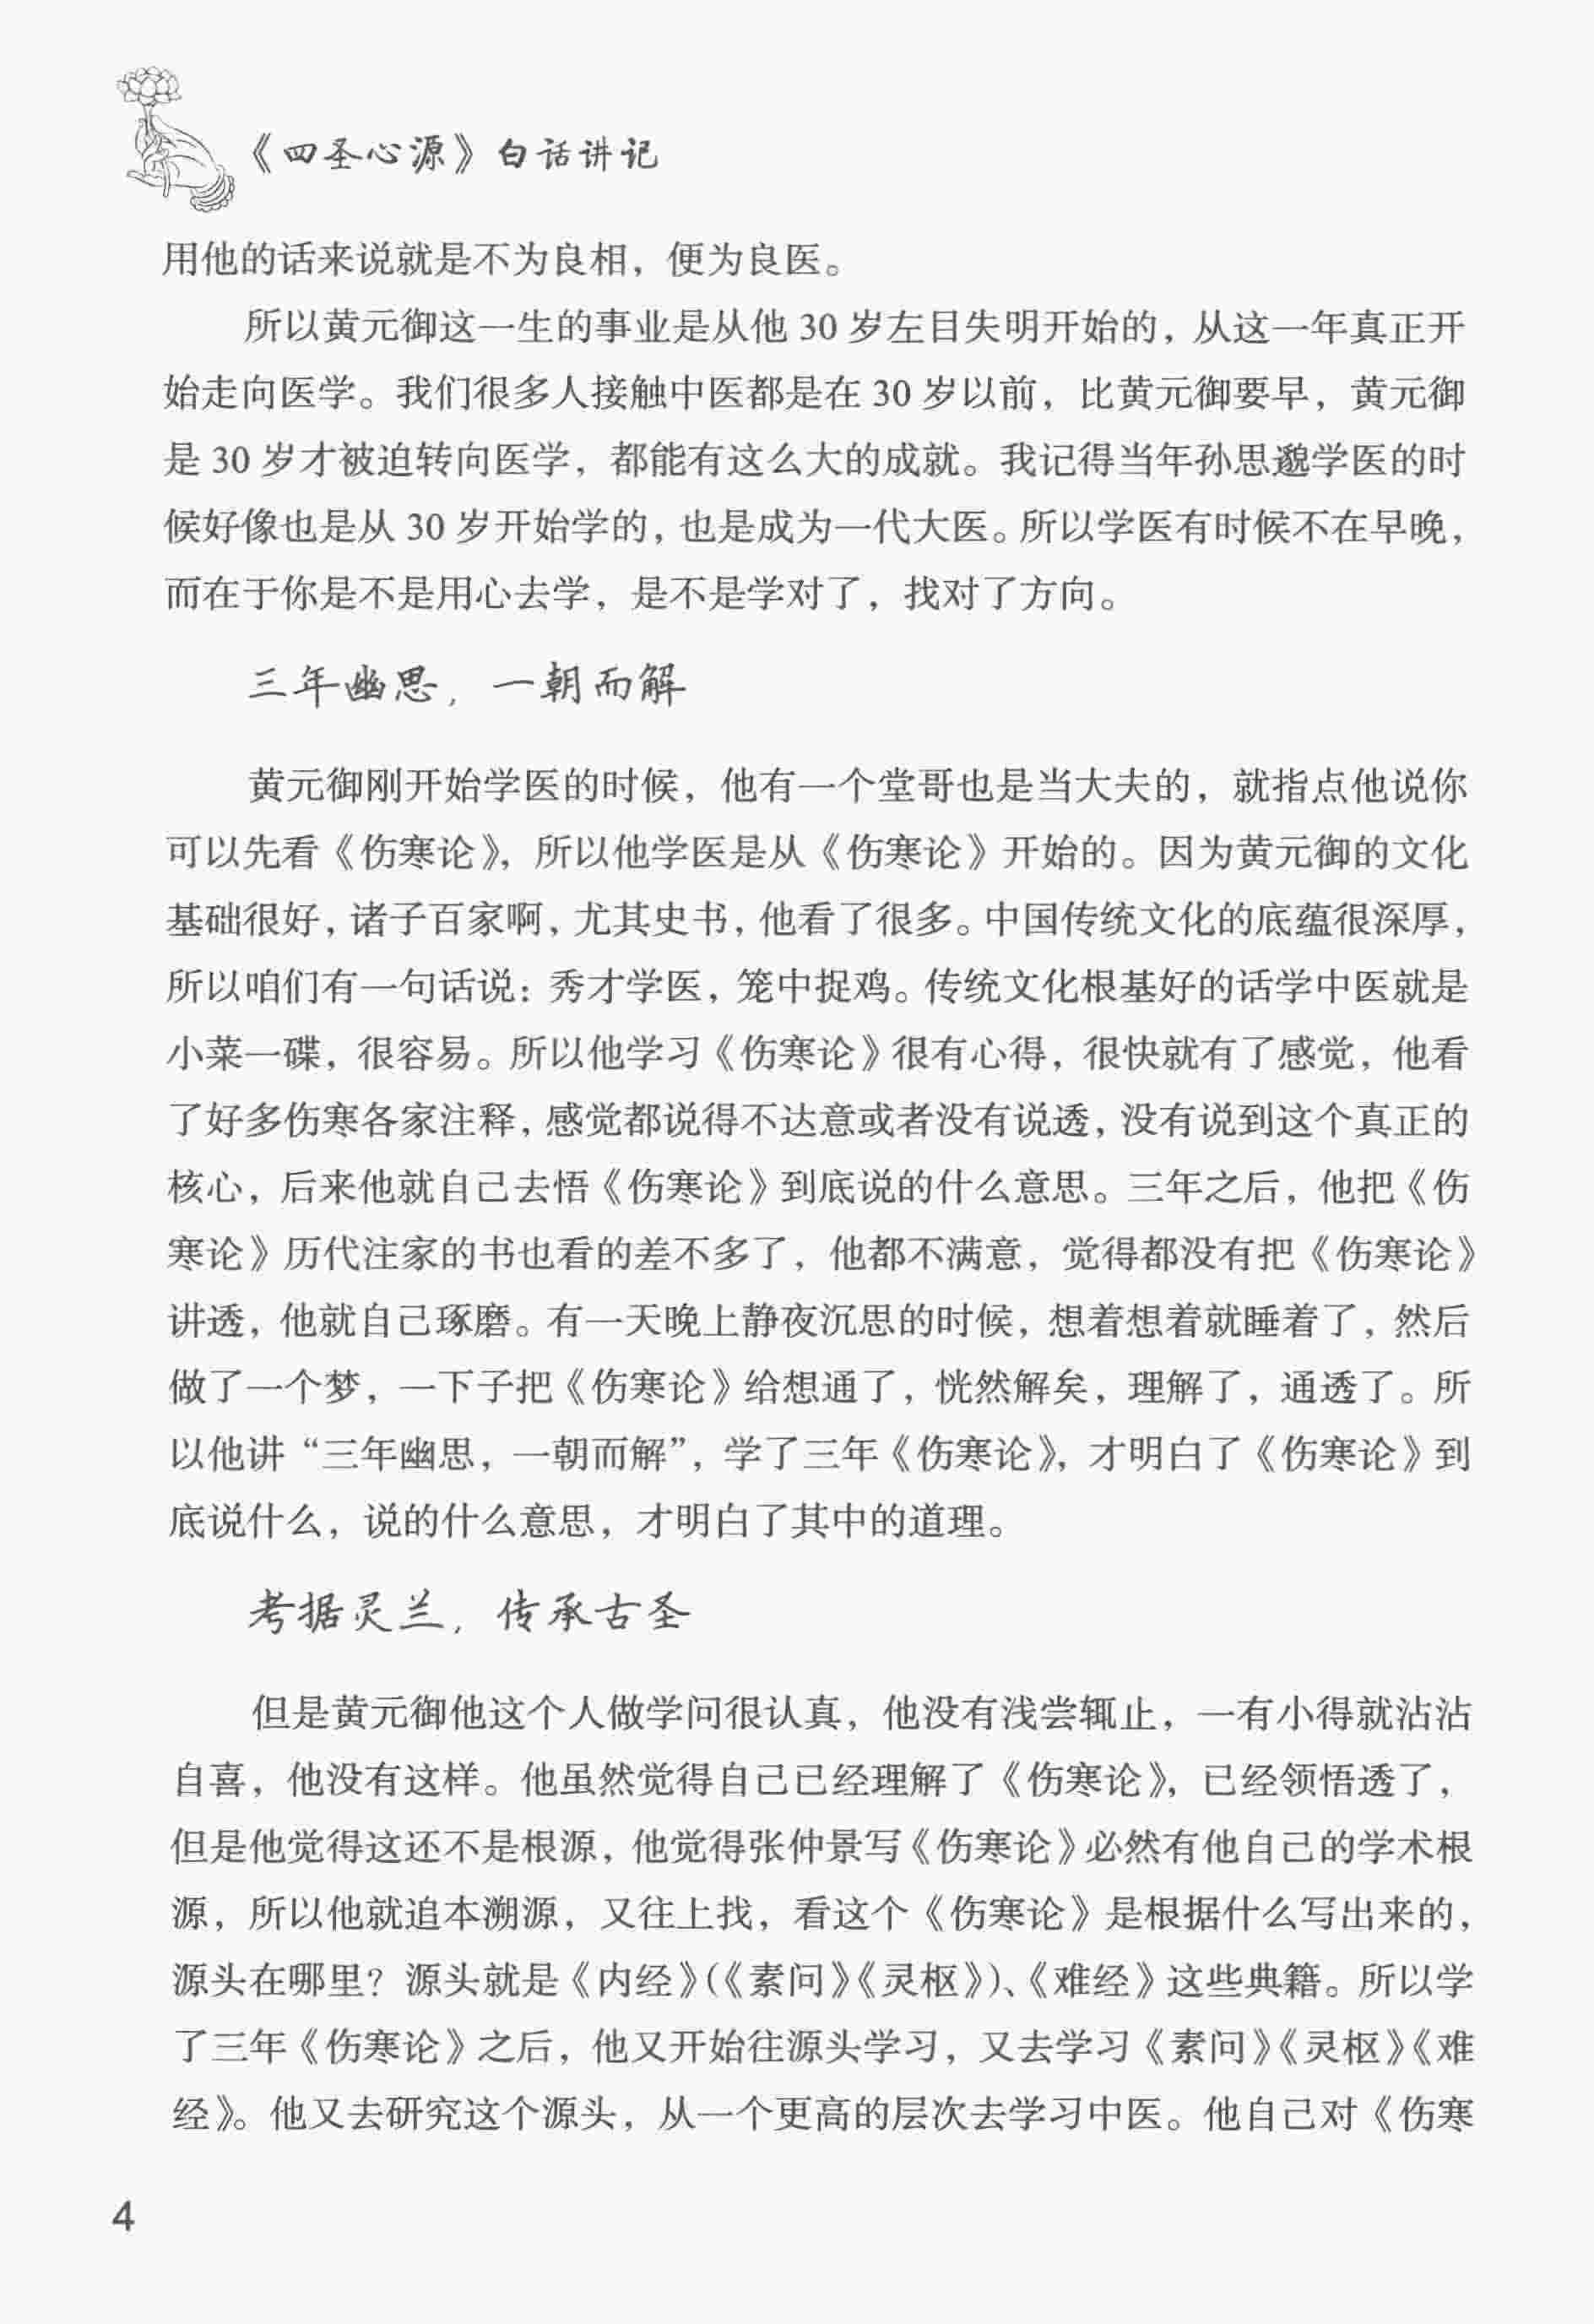 《四圣心源》白话讲记
用他的话来说就是不为良相，便为良医。
所以黄元御这一生的事业是从他 30 岁左目失明开始的，从这一年真正开
始走向医学。我们很多人接触中医都是在 30 岁以前，比黄元御要早，黄元御
是 30 岁才被迫转向医学，都能有这么大的成就。我记得当年孙思邈学医的时
候好像也是从 30 岁开始学的，也是成为一代大医。所以学医有时候不在早晚，
而在于你是不是用心去学，是不是学对了，找对了方向。
三年幽思，一朝而解
黄元御刚开始学医的时候，他有一个堂哥也是当大夫的，就指点他说你
可以先看《伤寒论》，所以他学医是从《伤寒论》开始的。因为黄元御的文化
基础很好，诸子百家啊，尤其史书，他看了很多。中国传统文化的底蕴很深厚，
所以咱们有一句话说：秀才学医，笼中捉鸡。传统文化根基好的话学中医就是
小菜一碟，很容易。所以他学习《伤寒论》很有心得，很快就有了感觉，他看
了好多伤寒各家注释，感觉都说得不达意或者没有说透，没有说到这个真正的
核心，后来他就自己去悟《伤寒论》到底说的什么意思。三年之后，他把《伤
寒论》历代注家的书也看的差不多了，他都不满意，觉得都没有把《伤寒论》
讲透，他就自己琢磨。有一天晚上静夜沉思的时候，想着想着就睡着了，然后
做了一个梦，一下子把《伤寒论》给想通了，恍然解矣，理解了，通透了。所
以他讲“三年幽思，一朝而解”，学了三年《伤寒论》，才明白了《伤寒论》到
底说什么，说的什么意思，才明白了其中的道理。
考据灵兰，传承古圣
但是黄元御他这个人做学问很认真，他没有浅尝辄止，一有小得就沾沾
自喜，他没有这样。他虽然觉得自己已经理解了《伤寒论》，已经领悟透了，
但是他觉得这还不是根源，他觉得张仲景写《伤寒论》必然有他自己的学术根
源，所以他就追本溯源，又往上找，看这个《伤寒论》是根据什么写出来的，
源头在哪里？源头就是《内经》（《素问》《灵枢》）、《难经》这些典籍。所以学
了三年《伤寒论》之后，他又开始往源头学习，又去学习《素问》《灵枢》《难
经》。他又去研究这个源头，从一个更高的层次去学习中医。他自己对《伤寒
4